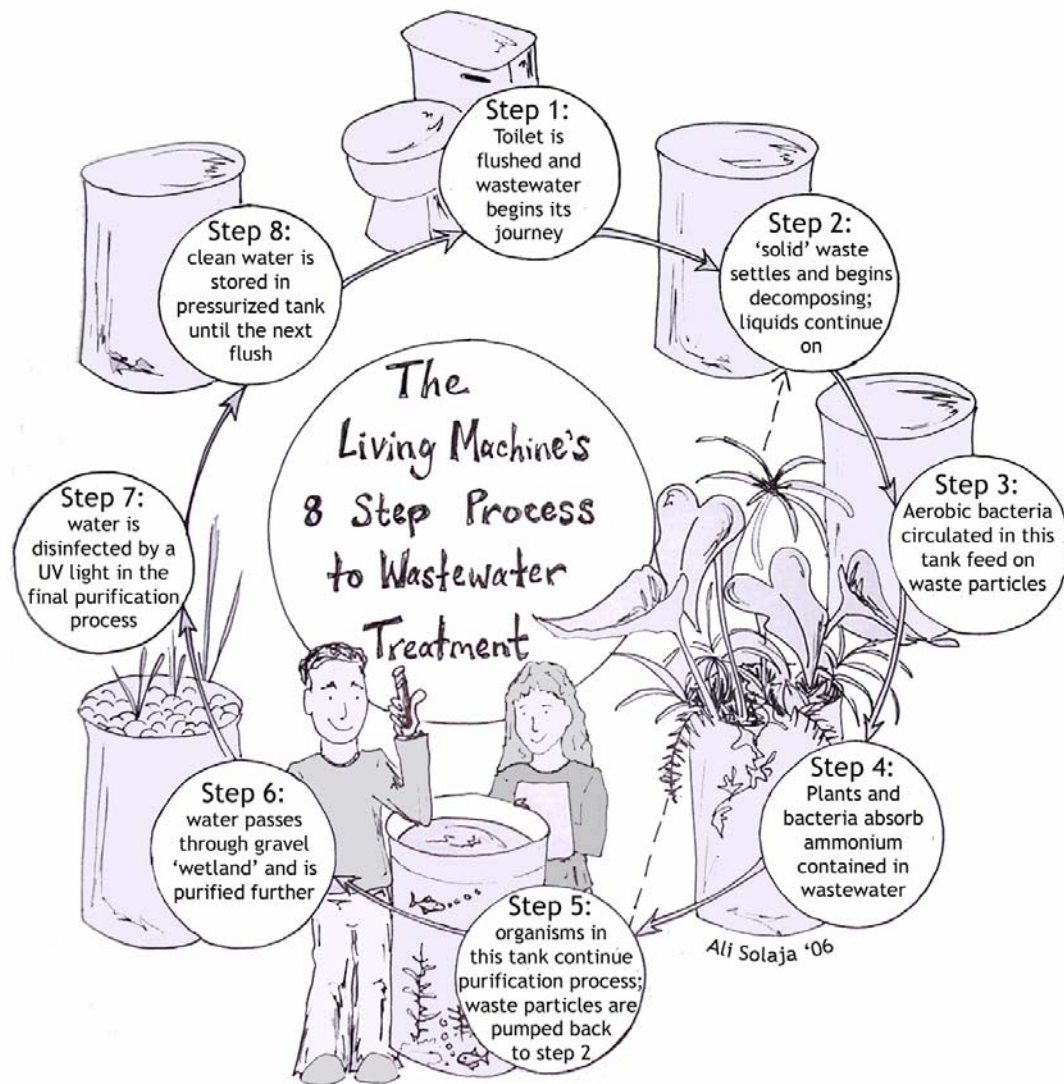 Step 1:
Toilet is
flushed and
wastewater
begins its
journey
Step 2:
‘solid’ waste
settles and begins
decomposing;
liquids continue
on
Step 3:
Aerobic bacteria
circulated in this
tank feed on
waste particles
Step 4:
Plants and
bacteria absorb
ammonium
contained in
wastewater
Step 5:
organisms in
this tank continue
purification process;
waste particles are
pumped back
to step 2
Step 6:
water passes
through gravel
‘wetland’ and is
purified further
Step 7:
water is
disinfected by a
UV light in the
final purification
process
Step 8:
clean water is
stored in
pressurized tank
until the next
flush
The
Living Machine's
8 Step Process
to Wastewater
Treatment
Ali Solaja ‘06